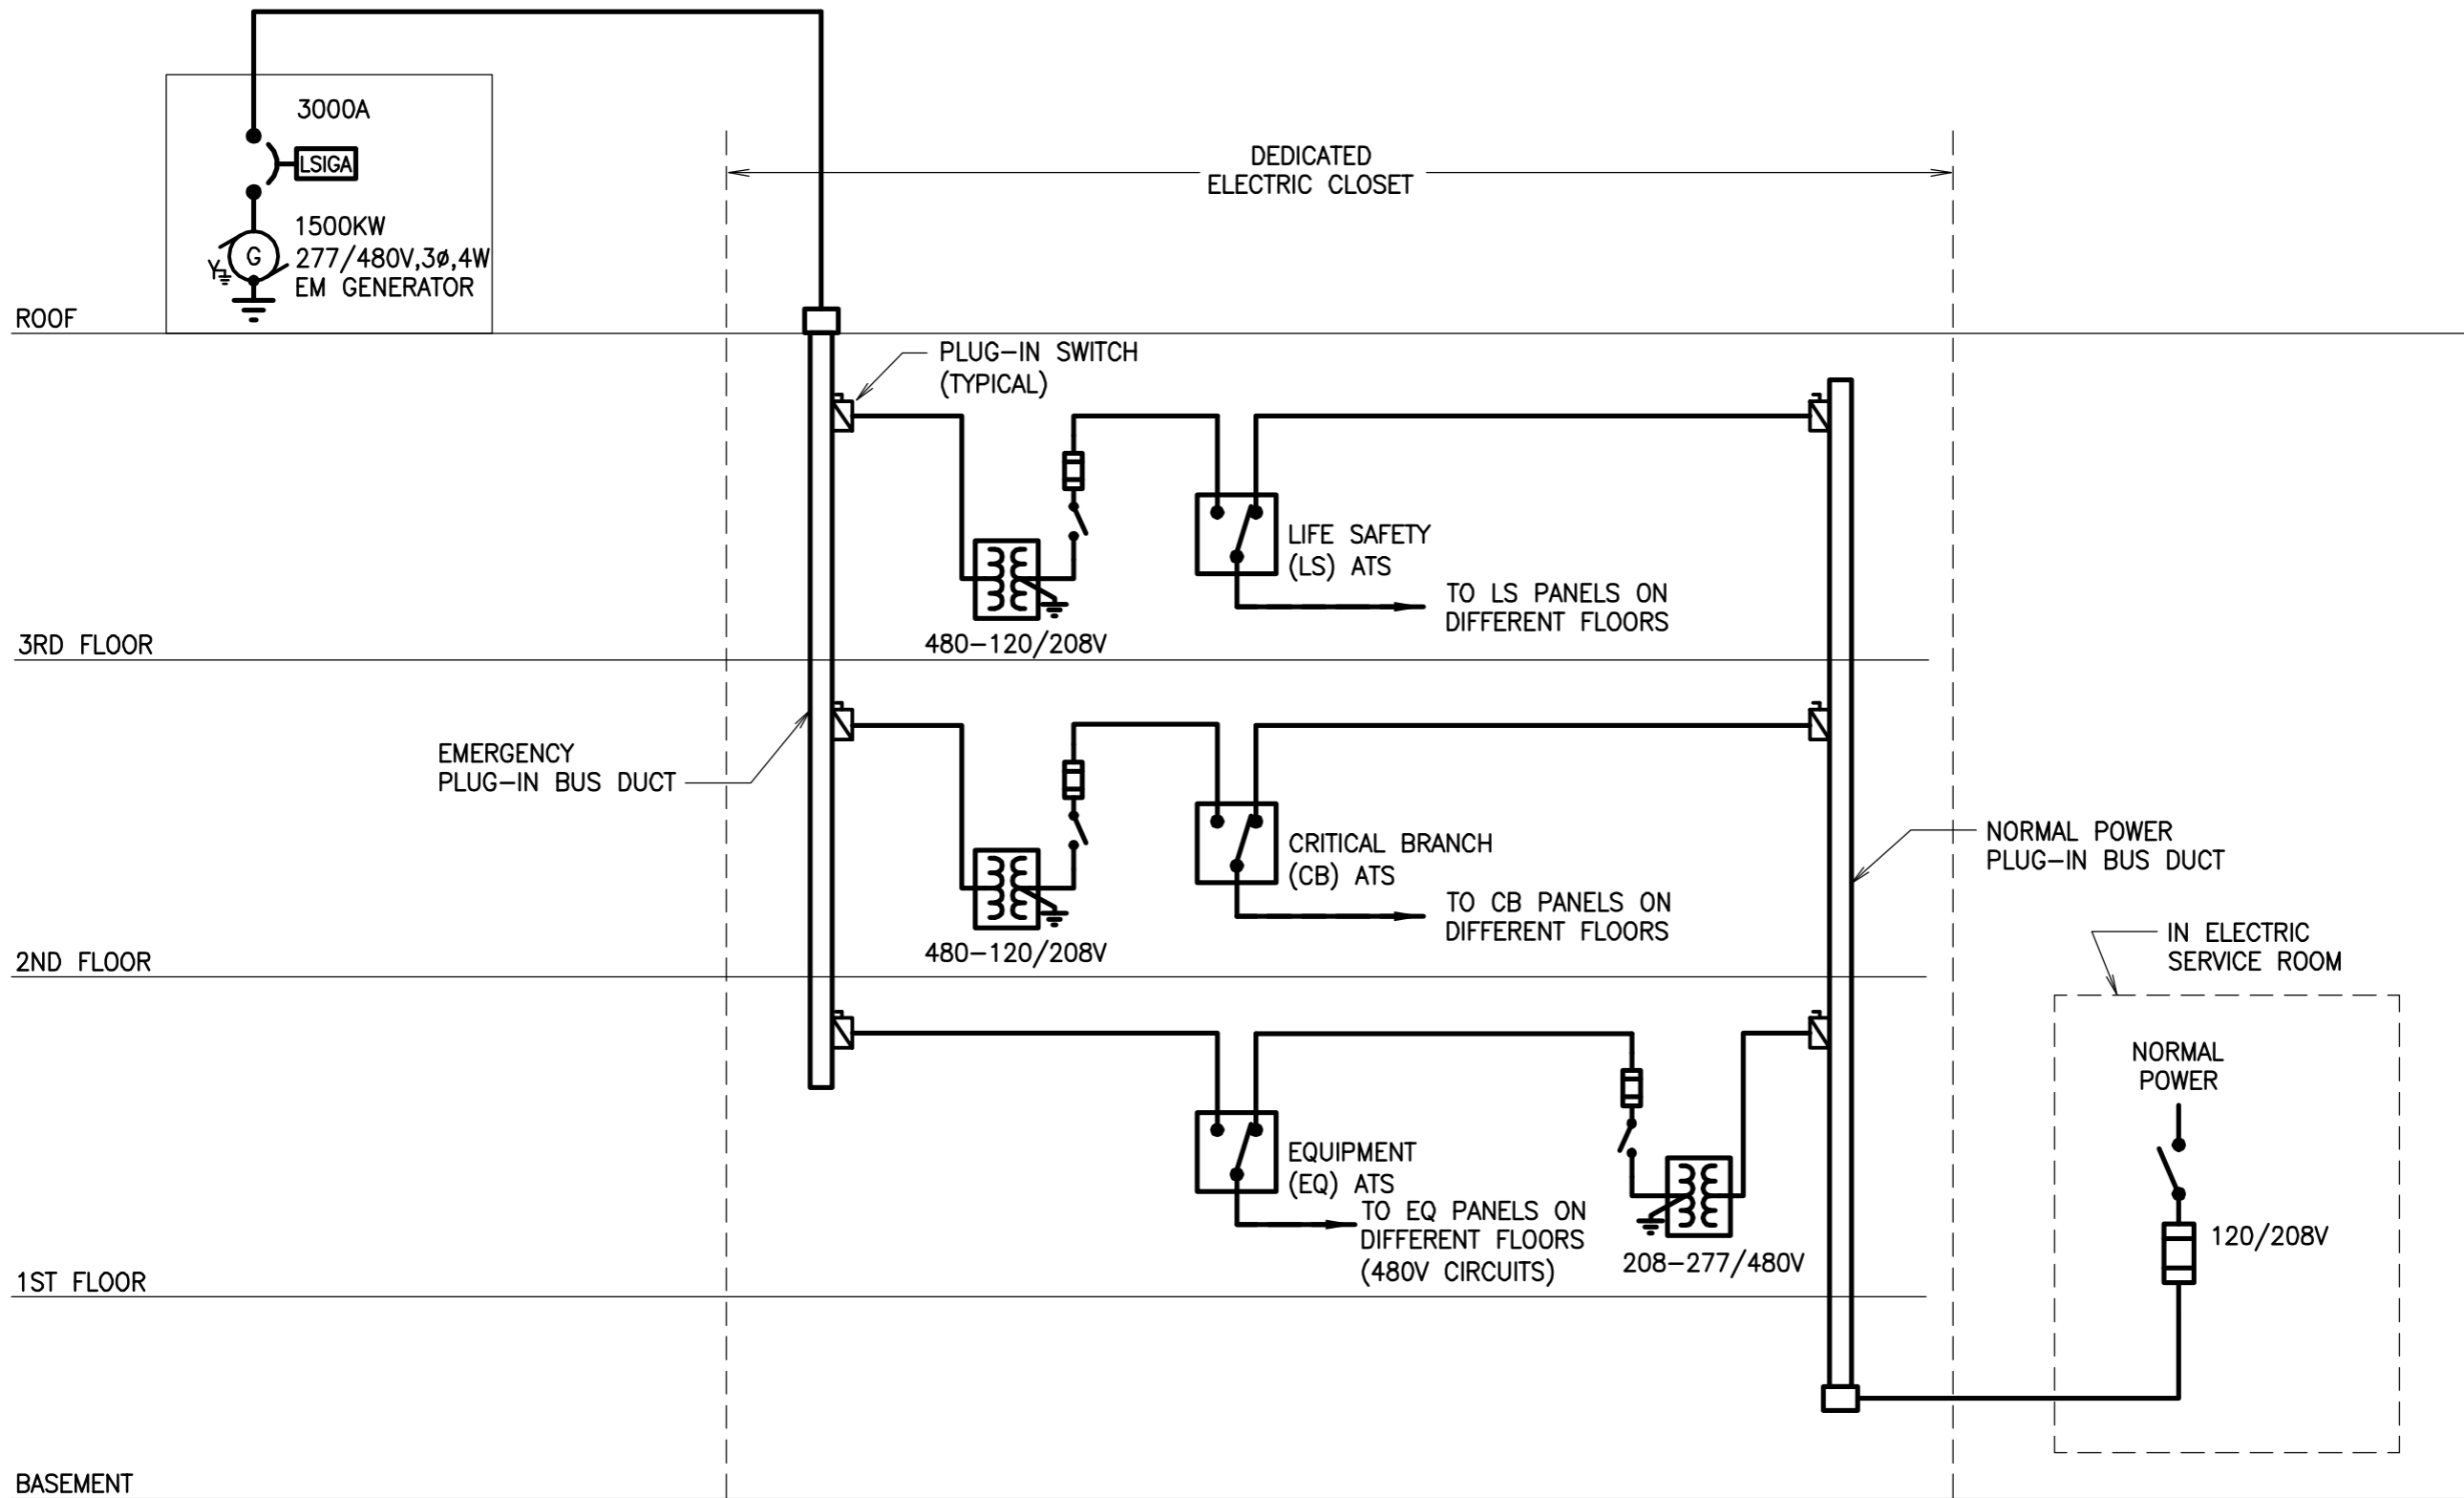 3000A
LSIGA
1500KW
277/480V,3ø,4W
EM GENERATOR
G
Y
DEDICATED
ELECTRIC CLOSET
ROOF
PLUG-IN SWITCH
(TYPICAL)
LIFE SAFETY
(LS) ATS
TO LS PANELS ON
DIFFERENT FLOORS
480-120/208V
3RD FLOOR
EMERGENCY
PLUG-IN BUS DUCT
CRITICAL BRANCH
(CB) ATS
NORMAL POWER
PLUG-IN BUS DUCT
TO CB PANELS ON
DIFFERENT FLOORS
480-120/208V
2ND FLOOR
IN ELECTRIC
SERVICE ROOM
NORMAL
POWER
120/208V
EQUIPMENT
(EQ) ATS
TO EQ PANELS ON
DIFFERENT FLOORS
(480V CIRCUITS)
208-277/480V
1ST FLOOR
BASEMENT